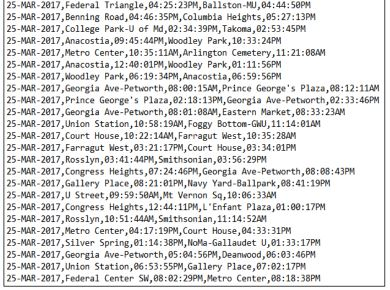 25-MAR-2017,Federal Triangle,04:25:23PM,Ballston-MU,04:44:50PM
25-MAR-2017,Benning Road,04:46:35PM,Columbia Heights,05:27:13PM
25-MAR-2017,College Park-U of Md,02:34:39PM,Takoma,02:53:45PM
25-MAR-2017,Anacostia,09:45:44PM,Woodley Park,10:33:24PM
25-MAR-2017,Metro Center,10:35:11AM,Arlington Cemetery,11:21:08AM
25-MAR-2017,Anacostia,12:40:01PM,Woodley Park,01:11:56PM
25-MAR-2017,Woodley Park,06:19:34PM,Anacostia,06:59:56PM
25-MAR-2017,Georgia Ave-Petworth,08:00:15AM,Prince George's Plaza,08:12:11AM
25-MAR-2017,Prince George's Plaza,02:18:13PM,Georgia Ave-Petworth,02:33:46PM
25-MAR-2017,Georgia Ave-Petworth,08:01:08AM,Eastern Market,08:33:23AM
25-MAR-2017,Union Station,10:58:19AM,Foggy Bottom-GWU,11:14:01AM
25-MAR-2017,Court House,10:22:14AM,Farragut West,10:35:28AM
25-MAR-2017,Farragut West,03:21:17PM,Court House,03:34:01PM
25-MAR-2017,Rosslyn,03:41:44PM,Smithsonian,03:56:29PM
25-MAR-2017,Congress Heights,07:24:46PM,Georgia Ave-Petworth,08:08:43PM
25-MAR-2017,Gallery Place,08:21:01PM,Navy Yard-Ballpark,08:41:19PM
25-MAR-2017,U Street,09:59:50AM,Mt Vernon Sq,10:06:33AM
25-MAR-2017,Congress Heights,12:44:11PM,L'Enfant Plaza,01:00:17PM
25-MAR-2017,Rosslyn,10:51:44AM,Smithsonian,11:14:52AM
25-MAR-2017,Metro Center,04:17:19PM,Court House,04:33:31PM
25-MAR-2017,Silver Spring,01:14:38PM,NoMa-Gallaudet U,01:33:17PM
25-MAR-2017,Georgia Ave-Petworth,05:04:56PM,Deanwood,06:03:46PM
25-MAR-2017,Union Station,06:53:55PM,Gallery Place,07:02:17PM
25-MAR-2017,Federal Center SW,08:02:29PM,Metro Center,08:18:38PM